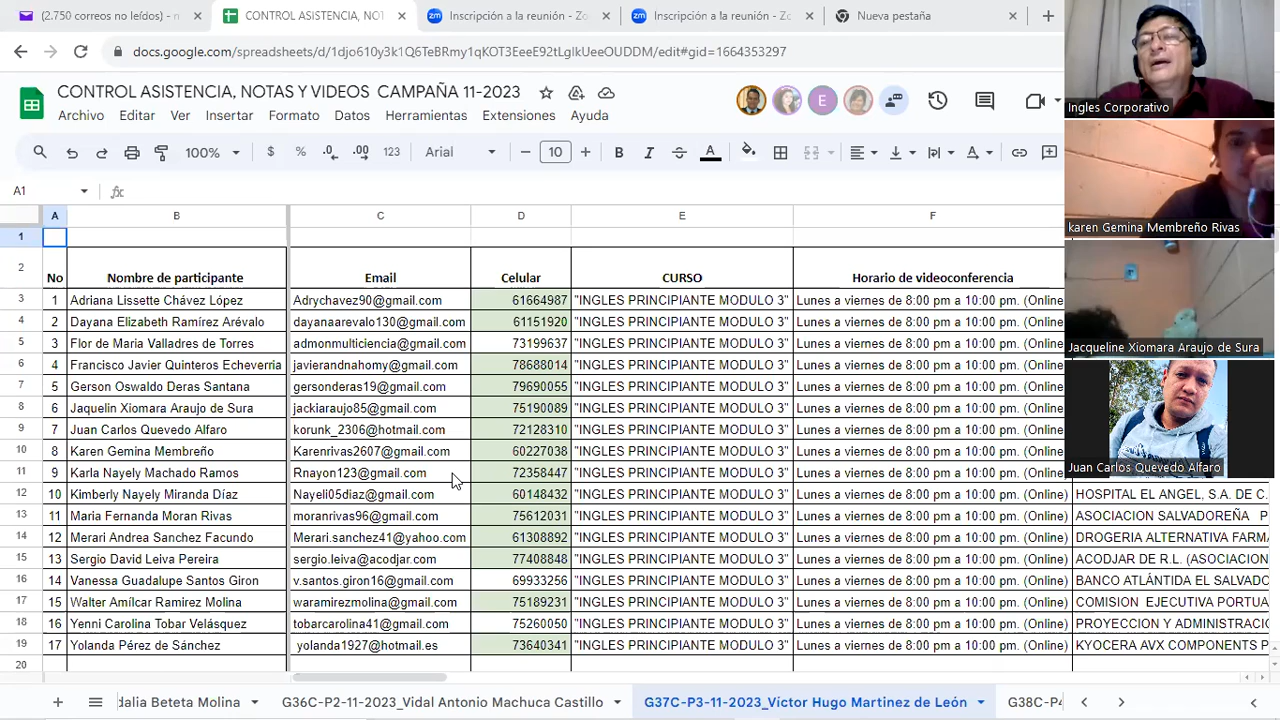 (2.750 correos no leídos) - n
CONTROL ASISTENCIA, NOT
Inscripción a la reunión - Zo
Inscripción a la reunión - Zo
Nueva pestaña
docs.google.com/spreadsheets/d/1djo610y3k1Q6TeBRmy1qKOT3EeeE92tLgIkUeeOUDDM/edit#gid=1664353297
CONTROL ASISTENCIA, NOTAS Y VIDEOS CAMPAÑA 11-2023
Archivo Editar Ver Insertar Formato Datos Herramientas Extensiones Ayuda
E
100% $ % .0 .00 123 Arial 10 B I A
A1 fx
A B C D E F
1
2 No Nombre de participante Email Celular CURSO Horario de videoconferencia
3 1 Adriana Lissette Chávez López Adrychavez90@gmail.com 61664987 "INGLES PRINCIPIANTE MODULO 3" Lunes a viernes de 8:00 pm a 10:00 pm. (Online)
4 2 Dayana Elizabeth Ramírez Arévalo dayanaarevalo130@gmail.com 61151920 "INGLES PRINCIPIANTE MODULO 3" Lunes a viernes de 8:00 pm a 10:00 pm. (Online)
5 3 Flor de Maria Valladres de Torres admonmulticiencia@gmail.com 73199637 "INGLES PRINCIPIANTE MODULO 3" Lunes a viernes de 8:00 pm a 10:00 pm. (Online)
6 4 Francisco Javier Quinteros Echeverria javierandnahomy@gmail.com 78588014 "INGLES PRINCIPIANTE MODULO 3" Lunes a viernes de 8:00 pm a 10:00 pm. (Online)
7 5 Gerson Oswaldo Deras Santana gersonderas19@gmail.com 79690055 "INGLES PRINCIPIANTE MODULO 3" Lunes a viernes de 8:00 pm a 10:00 pm. (Online)
8 6 Jaquelin Xiomara Araujo de Sura jackiaraujo85@gmail.com 75190089 "INGLES PRINCIPIANTE MODULO 3" Lunes a viernes de 8:00 pm a 10:00 pm. (Online)
9 7 Juan Carlos Quevedo Alfaro korunk_2306@hotmail.com 72128310 "INGLES PRINCIPIANTE MODULO 3" Lunes a viernes de 8:00 pm a 10:00 pm. (Online)
10 8 Karen Gemina Membreño Karenrivas2607@gmail.com 60227038 "INGLES PRINCIPIANTE MODULO 3" Lunes a viernes de 8:00 pm a 10:00 pm. (Online)
11 9 Karla Nayely Machado Ramos Rnayon123@gmail.com 72358447 "INGLES PRINCIPIANTE MODULO 3" Lunes a viernes de 8:00 pm a 10:00 pm. (Online)
12 10 Kimberly Nayely Miranda Díaz Nayeli05diaz@gmail.com 60148432 "INGLES PRINCIPIANTE MODULO 3" Lunes a viernes de 8:00 pm a 10:00 pm. (Online) HOSPITAL EL ANGEL, S.A. DE C.
13 11 Maria Fernanda Moran Rivas moranrivas96@gmail.com 75612031 "INGLES PRINCIPIANTE MODULO 3" Lunes a viernes de 8:00 pm a 10:00 pm. (Online) ASOCIACION SALVADOREÑA P
14 12 Merari Andrea Sanchez Facundo Merari.sanchez41@yahoo.com 61308892 "INGLES PRINCIPIANTE MODULO 3" Lunes a viernes de 8:00 pm a 10:00 pm. (Online) DROGERIA ALTERNATIVA FARMA
15 13 Sergio David Leiva Pereira sergio.leiva@acodjar.com 77408848 "INGLES PRINCIPIANTE MODULO 3" Lunes a viernes de 8:00 pm a 10:00 pm. (Online) ACODJAR DE R.L. (ASOCIACION
16 14 Vanessa Guadalupe Santos Giron v.santos.giron16@gmail.com 69933256 "INGLES PRINCIPIANTE MODULO 3" Lunes a viernes de 8:00 pm a 10:00 pm. (Online) BANCO ATLÁNTIDA EL SALVADO
17 15 Walter Amílcar Ramirez Molina waramirezmolina@gmail.com 75189231 "INGLES PRINCIPIANTE MODULO 3" Lunes a viernes de 8:00 pm a 10:00 pm. (Online) COMISION EJECUTIVA PORTUA
18 16 Yenni Carolina Tobar Velásquez tobarcarolina41@gmail.com 75260050 "INGLES PRINCIPIANTE MODULO 3" Lunes a viernes de 8:00 pm a 10:00 pm. (Online) PROYECCION Y ADMINISTRACIO
19 17 Yolanda Pérez de Sánchez yolanda1927@hotmail.es 73640341 "INGLES PRINCIPIANTE MODULO 3" Lunes a viernes de 8:00 pm a 10:00 pm. (Online) KYOCERA AVX COMPONENTS P
20
dalia Beteta Molina G36C-P2-11-2023_Vidal Antonio Machuca Castillo G37C-P3-11-2023_Víctor Hugo Martinez de León G38C-P4
Ingles Corporativo
karen Gemina Membreño Rivas
Jacqueline Xiomara Araujo de Sura
Juan Carlos Quevedo Alfaro